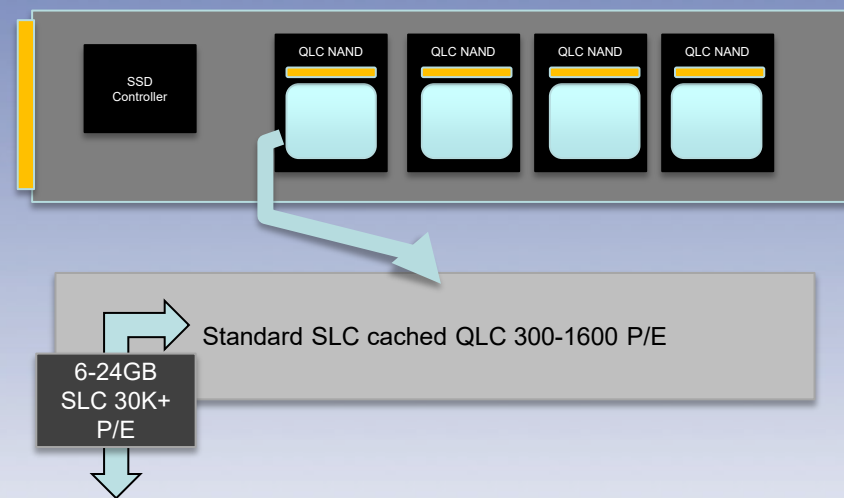 SSD
Controller
QLC NAND
QLC NAND
QLC NAND
QLC NAND
Standard SLC cached QLC 300-1600 P/E
6-24GB
SLC 30K+
P/E